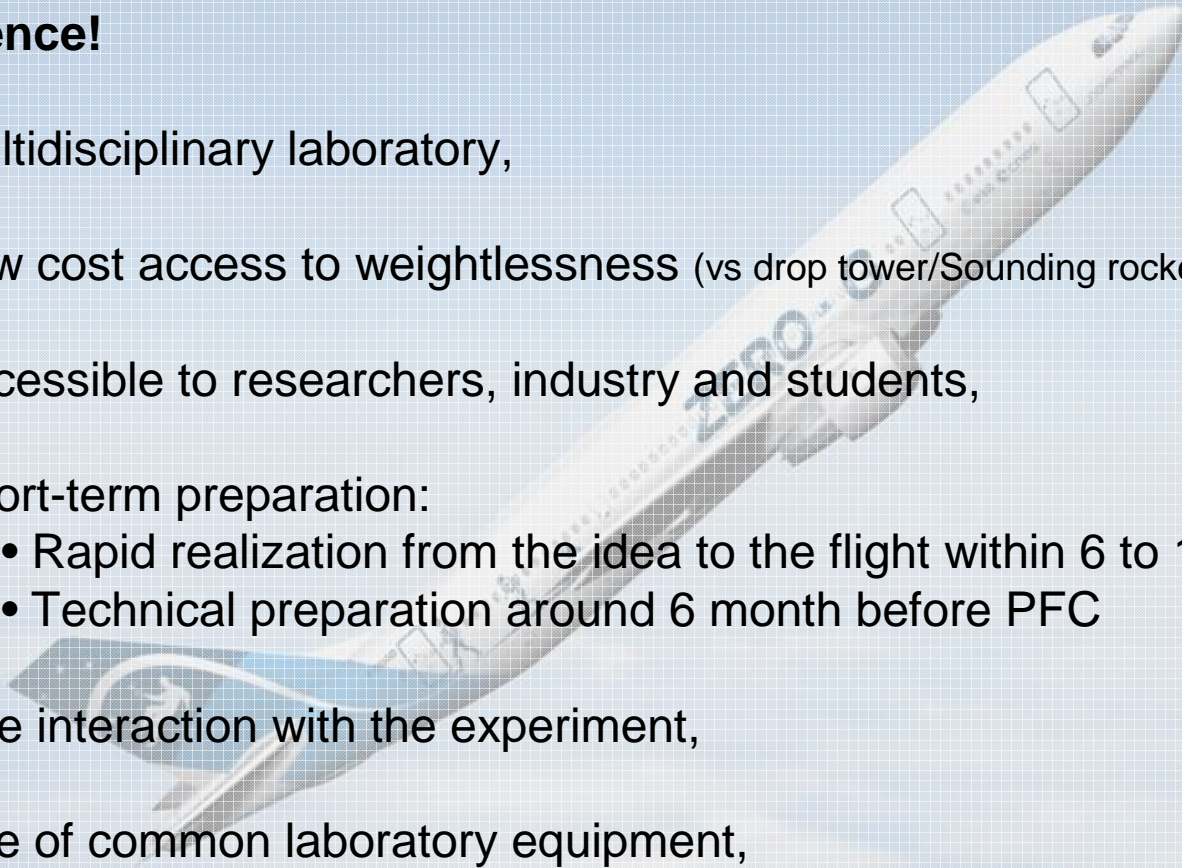 ence!
ltidisciplinary laboratory,
w cost access to weightlessness (vs drop tower/Sounding rocke
cessible to researchers, industry and students,
ort-term preparation:
• Rapid realization from the idea to the flight within 6 to 1
• Technical preparation around 6 month before PFC
e interaction with the experiment,
e of common laboratory equipment,
ZERO-G